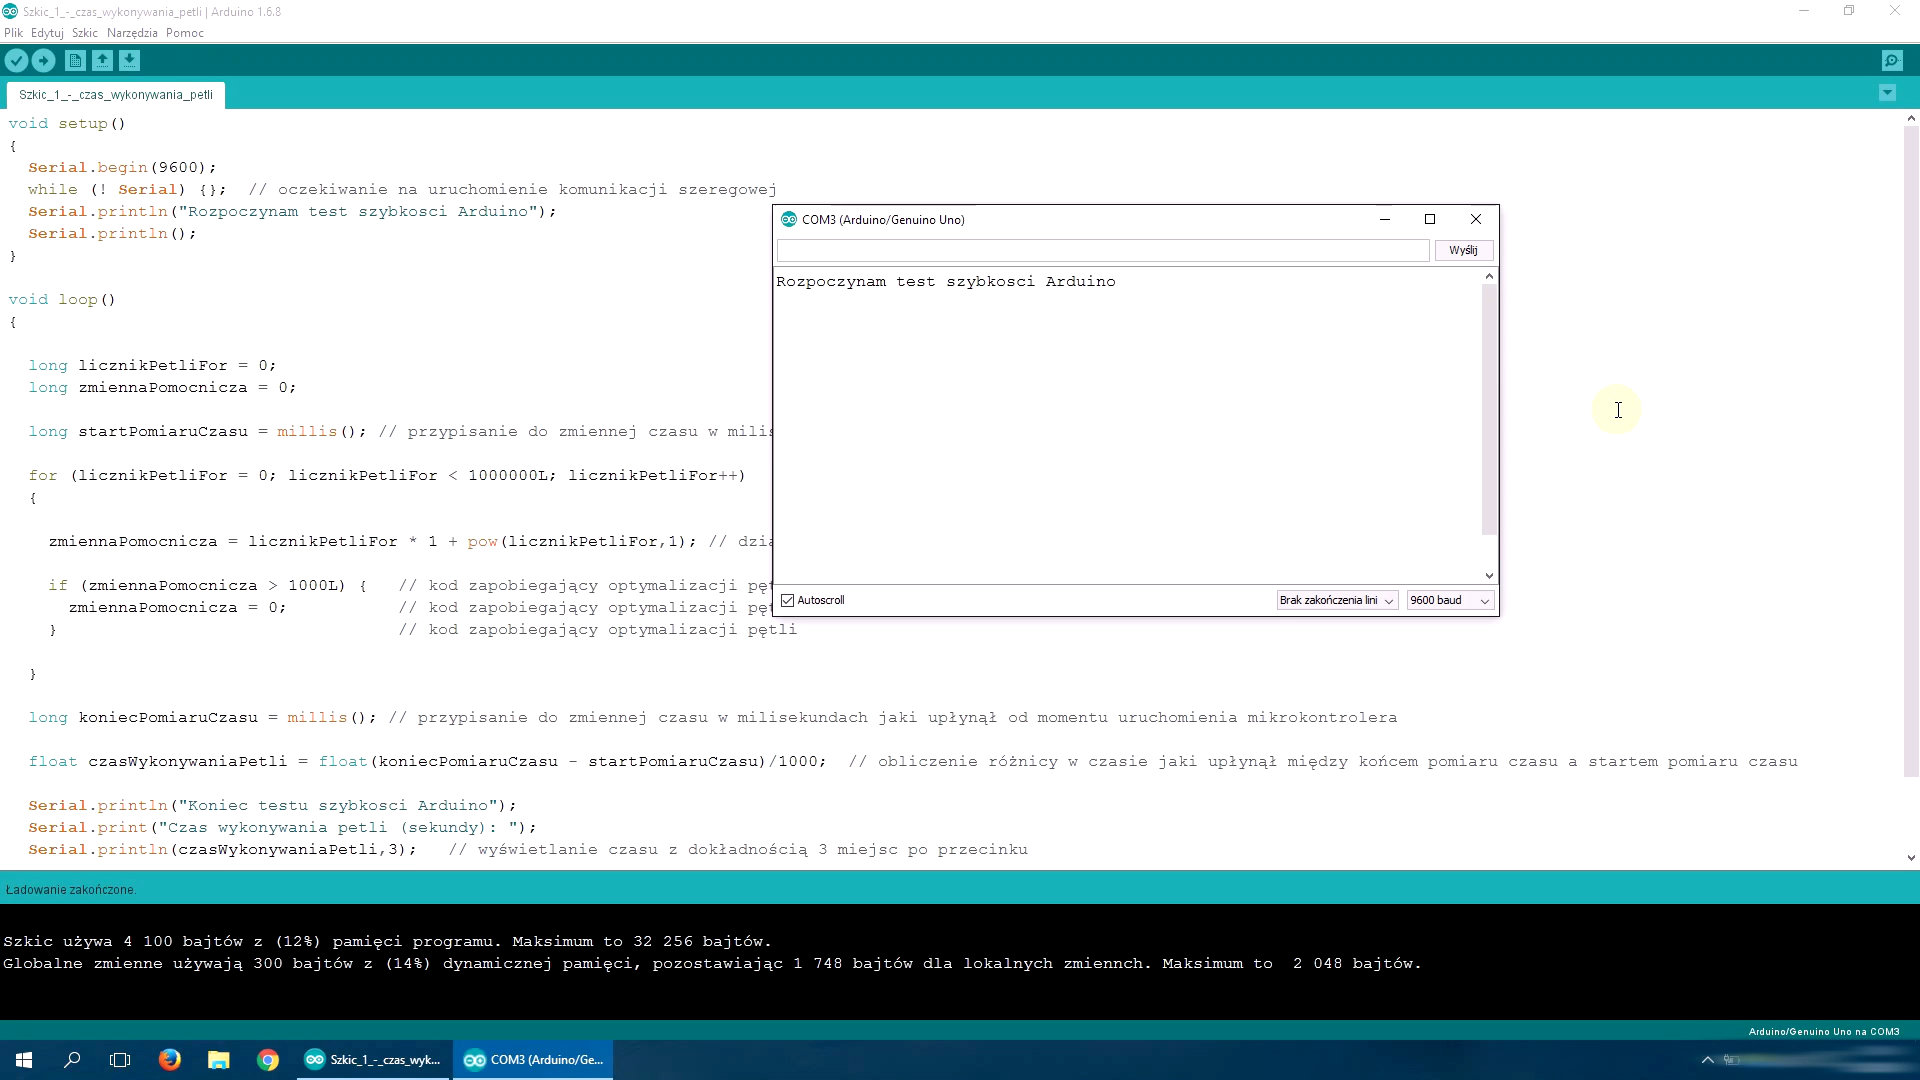 Szkic_1_-_czas_wykonywania_petli | Arduino 1.6.8
Plik Edytuj Szkic Narzędzia Pomoc
Szkic_1_-_czas_wykonywania_petli
void setup()
{
Serial.begin(9600);
while (! Serial) {}; // oczekiwanie na uruchomienie komunikacji szeregowej
Serial.println("Rozpoczynam test szybkosci Arduino");
Serial.println();
}
void loop()
{
long licznikPetliFor = 0;
long zmiennaPomocnicza = 0;
long startPomiaruCzasu = millis(); // przypisanie do zmiennej czasu w milis
for (licznikPetliFor = 0; licznikPetliFor < 1000000L; licznikPetliFor++)
{
zmiennaPomocnicza = licznikPetliFor * 1 + pow(licznikPetliFor,1); // dzia
if (zmiennaPomocnicza > 1000L) { // kod zapobiegający optymalizacji pęt
zmiennaPomocnicza = 0; // kod zapobiegający optymalizacji pęt
} // kod zapobiegający optymalizacji pętli
}
long koniecPomiaruCzasu = millis(); // przypisanie do zmiennej czasu w milisekundach jaki upłynął od momentu uruchomienia mikrokontrolera
float czasWykonywaniaPetli = float(koniecPomiaruCzasu - startPomiaruCzasu)/1000; // obliczenie różnicy w czasie jaki upłynął między końcem pomiaru czasu a startem pomiaru czasu
Serial.println("Koniec testu szybkosci Arduino");
Serial.print("Czas wykonywania petli (sekundy): ");
Serial.println(czasWykonywaniaPetli,3); // wyświetlanie czasu z dokładnością 3 miejsc po przecinku
COM3 (Arduino/Genuino Uno)
Wyślij
Rozpoczynam test szybkosci Arduino
Autoscroll
Brak zakończenia lini
9600 baud
Ładowanie zakończone.
Szkic używa 4 100 bajtów z (12%) pamięci programu. Maksimum to 32 256 bajtów.
Globalne zmienne używają 300 bajtów z (14%) dynamicznej pamięci, pozostawiając 1 748 bajtów dla lokalnych zmiennch. Maksimum to 2 048 bajtów.
Arduino/Genuino Uno na COM3
Szkic_1_-_czas_wyk...
COM3 (Arduino/Ge...